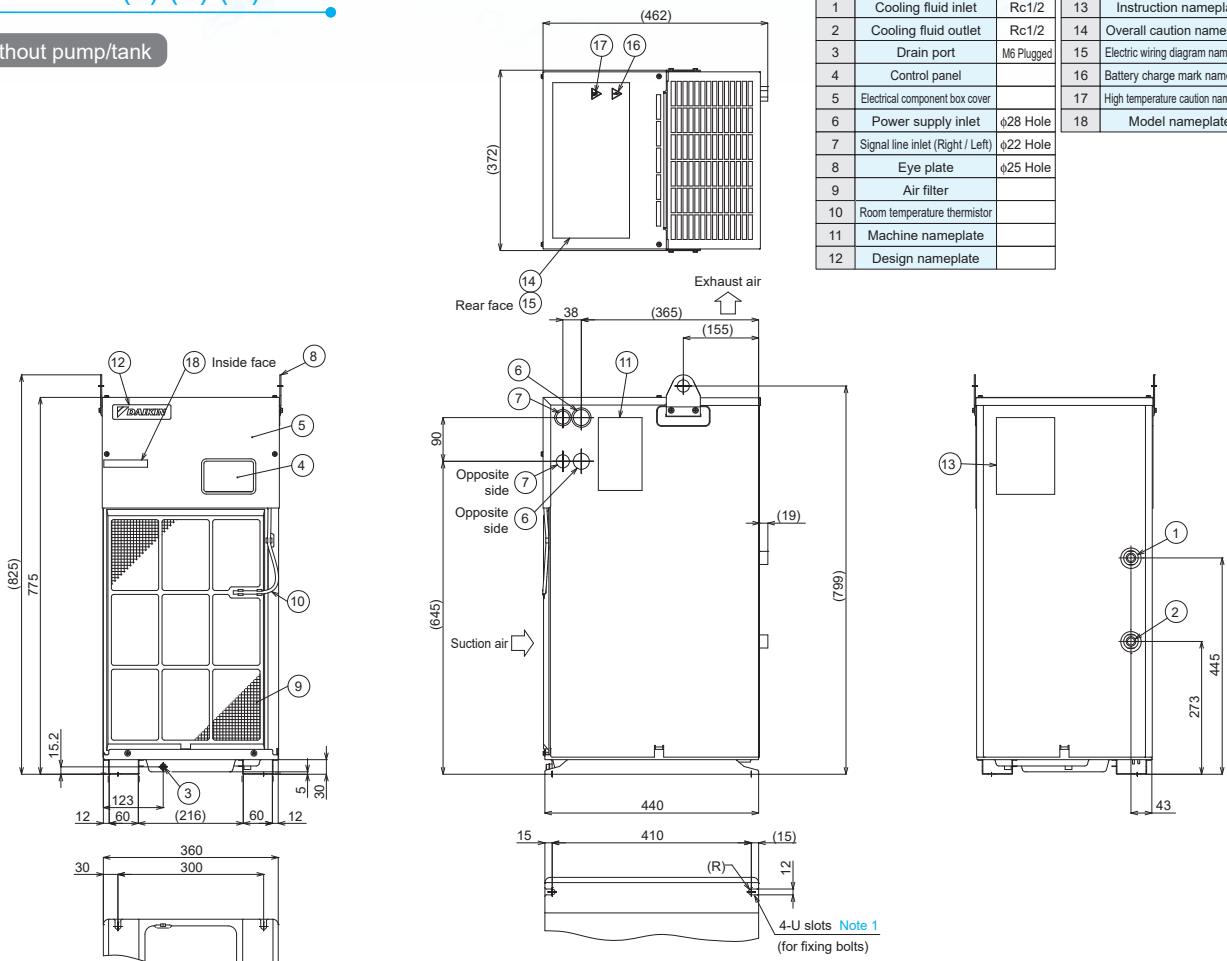 thout pump/tank
1 Cooling fluid inlet Rc1/2
2 Cooling fluid outlet Rc1/2
3 Drain port M6 Plugged
4 Control panel
5 Electrical component box cover
6 Power supply inlet ϕ28 Hole
7 Signal line inlet (Right / Left) ϕ22 Hole
8 Eye plate ϕ25 Hole
9 Air filter
10 Room temperature thermistor
11 Machine nameplate
12 Design nameplate
13 Instruction namepla
14 Overall caution name
15 Electric wiring diagram nam
16 Battery charge mark nam
17 High temperature caution nam
18 Model nameplate
(462)
17 16
(372)
14
Rear face 15
Exhaust air
38 (365)
(155)
6 11
7
90
Opposite
side 7
Opposite
side 6
(19)
(645)
(799)
Suction air
440
15 410 (15)
(R)
12
4-U slots Note 1
(for fixing bolts)
12 18 Inside face 8
DAIKIN
5
4
(825)
775
10
9
15.2
3
123
5
30
12 60 (216) 60 12
360
30 300
13
1
2
445
273
43